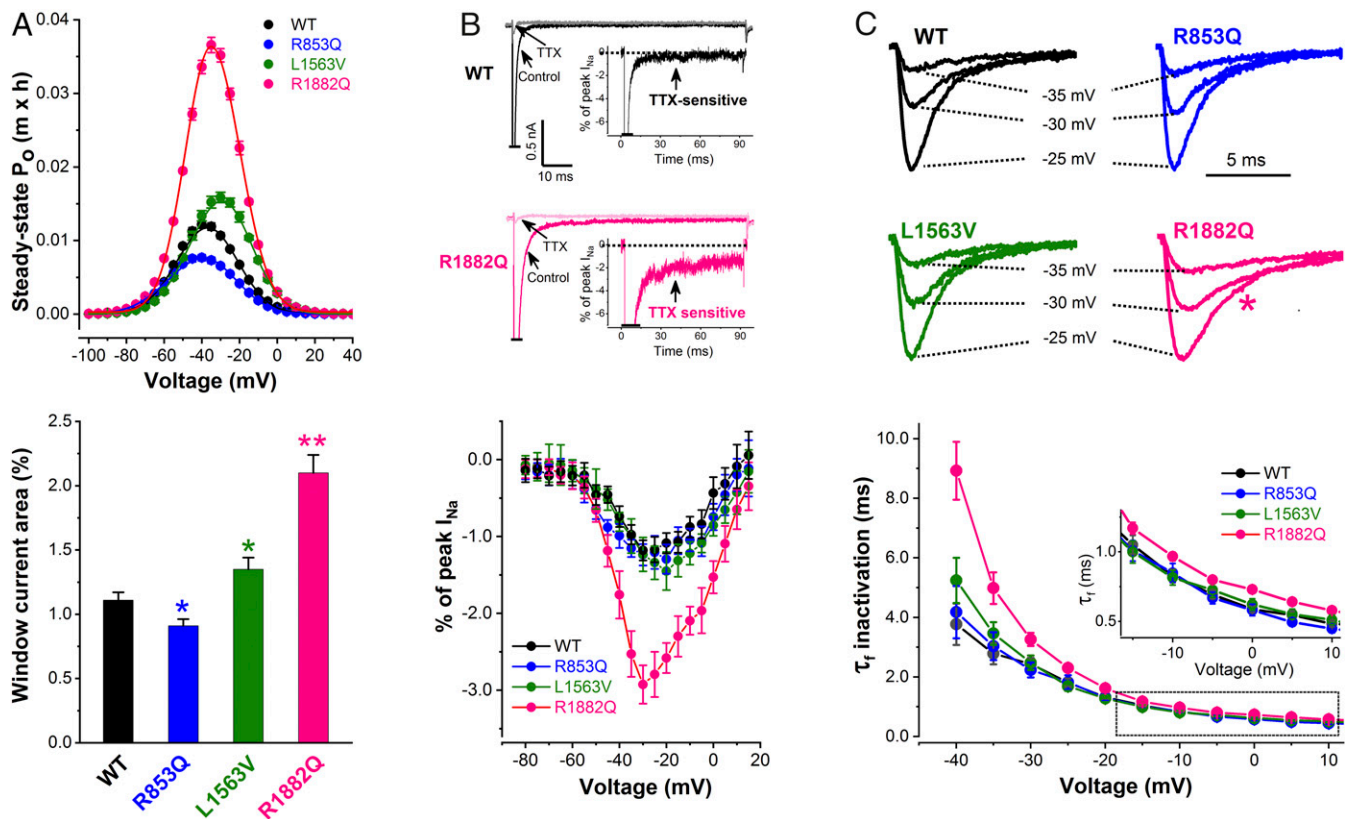 A
0.04
0.03
0.02
0.01
0.00
Steady-state Po (m x h)
WT
R853Q
L1563V
R1882Q
-100 -80 -60 -40 -20 0 20 40
Voltage (mV)
2.5
2.0
1.5
1.0
0.5
0.0
Window current area (%)
*
*
**
WT
R853Q
L1563V
R1882Q
B
WT
TTX
Control
0.5 nA
10 ms
% of peak INa
0
-2
-4
-6
TTX-sensitive
0 30 60 90
Time (ms)
R1882Q
TTX
Control
% of peak INa
0
-2
-4
-6
TTX sensitive
0 30 60 90
Time (ms)
0.0
-1.0
-2.0
-3.0
% of peak INa
WT
R853Q
L1563V
R1882Q
-80 -60 -40 -20 0 20
Voltage (mV)
C
WT
R853Q
-35 mV
-30 mV
-25 mV
5 ms
L1563V
R1882Q
-35 mV
-30 mV
-25 mV
*
10.0
8.0
6.0
4.0
2.0
0.0
τf inactivation (ms)
WT
R853Q
L1563V
R1882Q
1.0
0.5
τf (ms)
-10 0 10
Voltage (mV)
-40 -30 -20 -10 0 10
Voltage (mV)